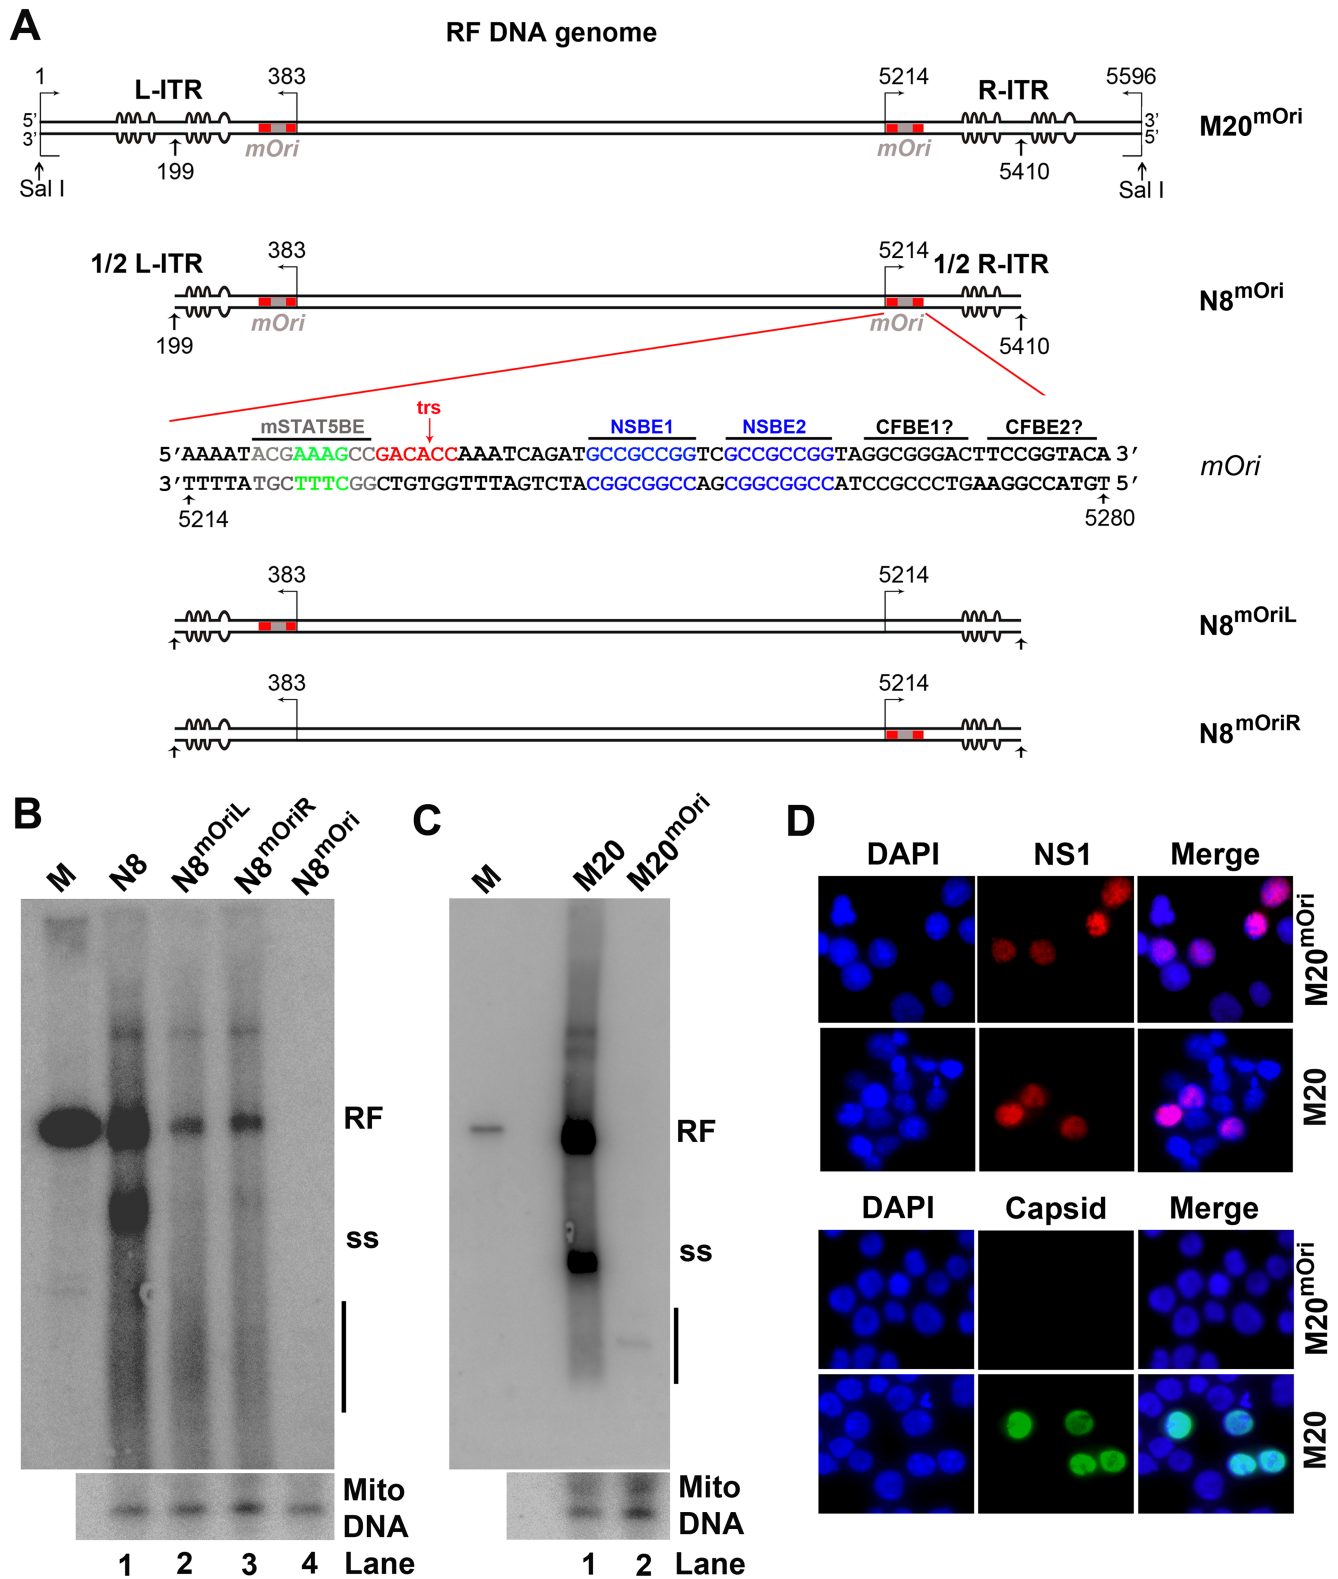 A
RF DNA genome
1 L-ITR 383 5214 R-ITR 5596
5' 3'
3' 5'
M20mOri
mOri mOri
199 5410
Sal I Sal I
383 5214
1/2 L-ITR 1/2 R-ITR
N8mOri
mOri mOri
199 5410
trs
mSTAT5BE NSBE1 NSBE2 CFBE1? CFBE2?
5′AAAATACGAAAGCCGACACCAAATCAGATGCCGCCGGTCGCCGCCGGTAGGCGGGACTTCCGGTACA 3′
3′TTTTATGCTTTCGGCTGTGGTTTAGTCTACGGCGGCCAGCGGCGGCCATCCGCCCTGAAGGCCATGT 5′
mOri
5214 5280
383 5214
N8mOriL
383 5214
N8mOriR
B
M N8 N8mOriL N8mOriR N8mOri
RF
ss
Mito
DNA
1 2 3 4 Lane
C
M M20 M20mOri
RF
ss
Mito
DNA
1 2 Lane
D
DAPI NS1 Merge
M20mOri
M20
DAPI Capsid Merge
M20mOri
M20